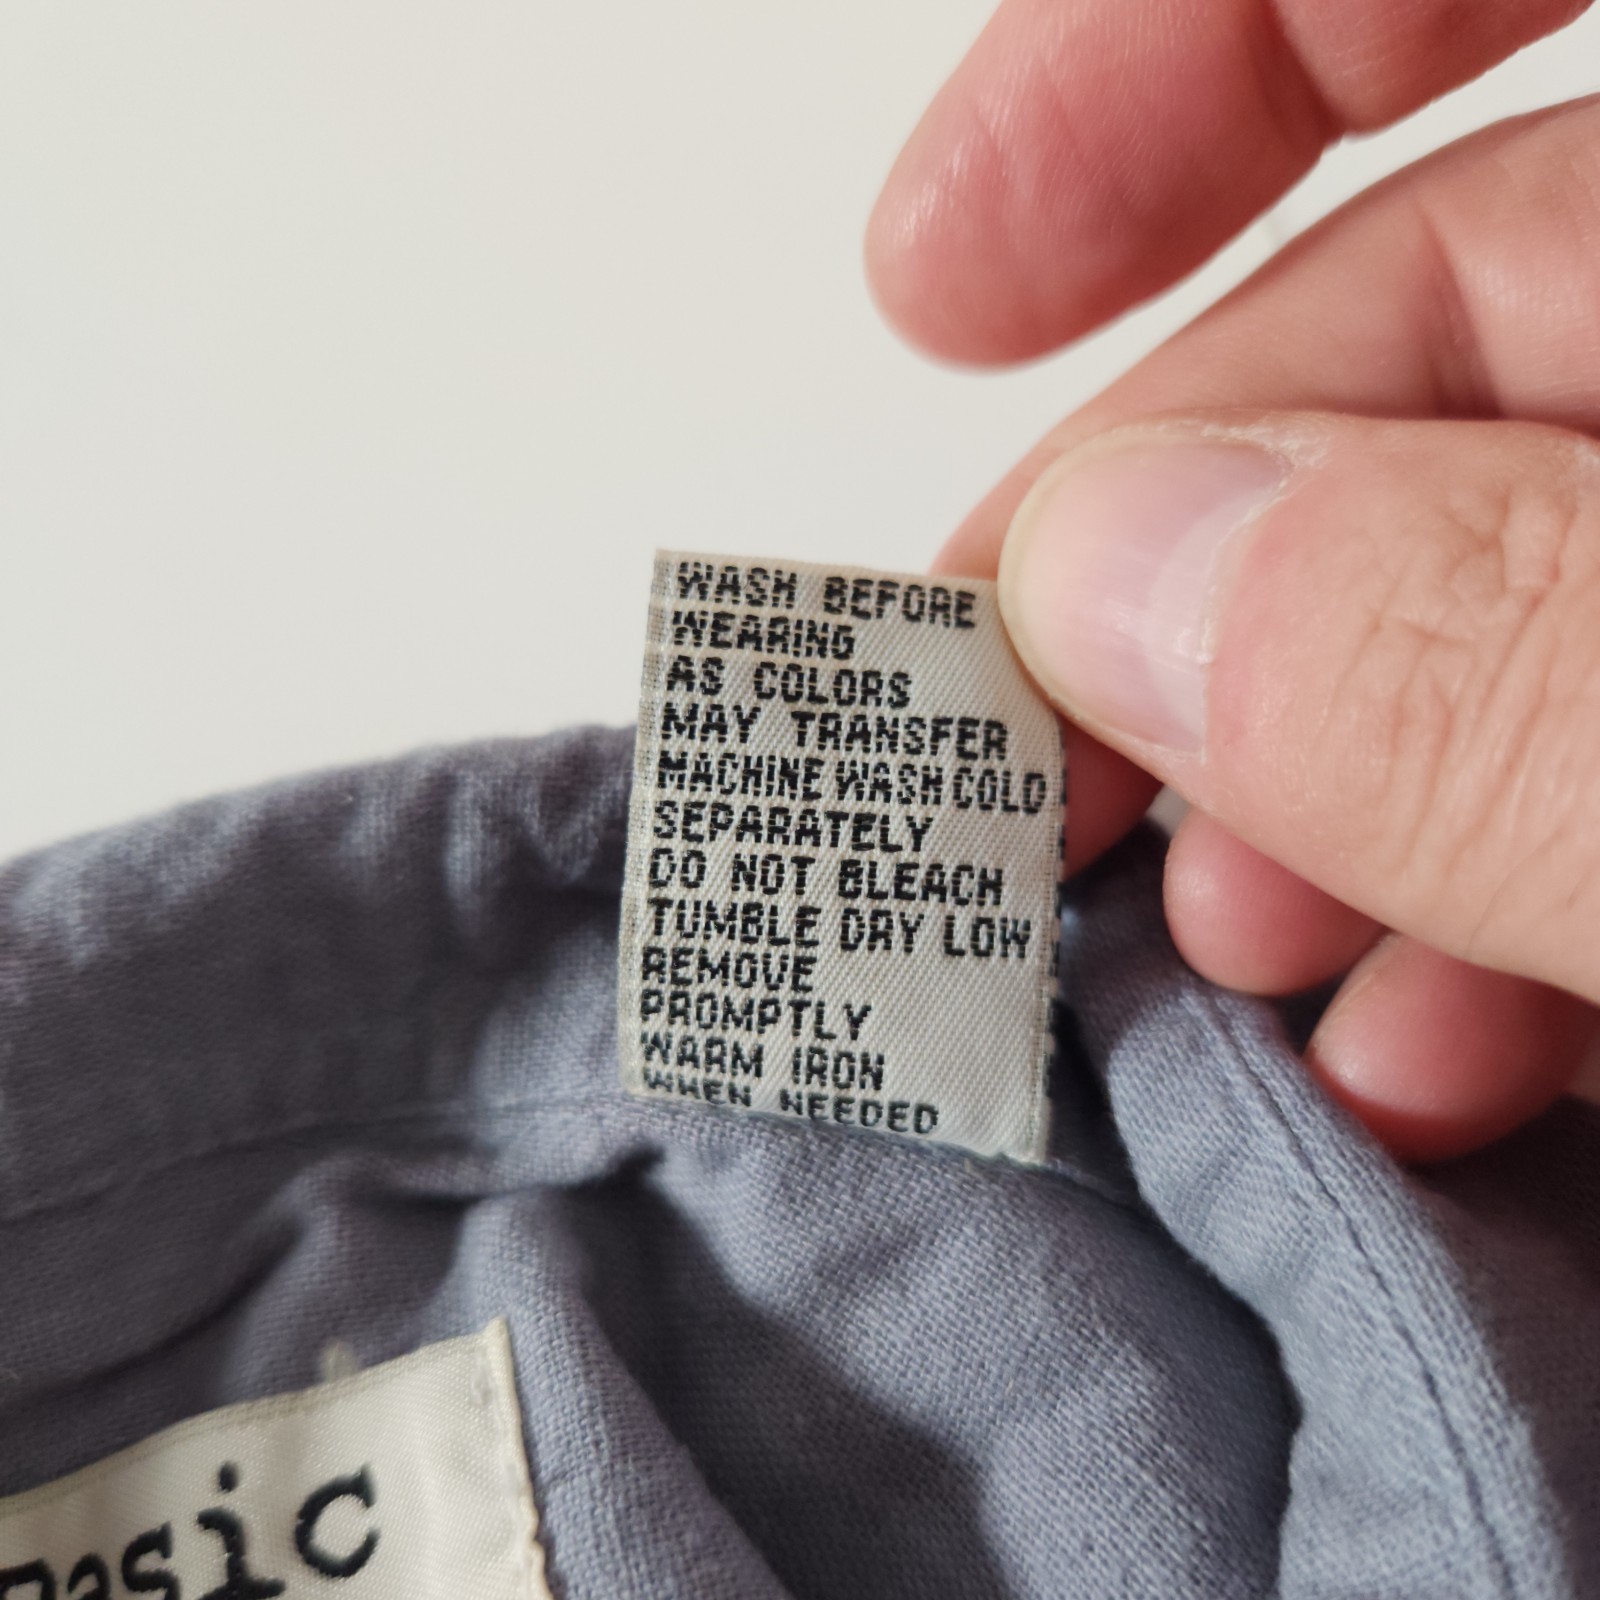 WASH BEFORE
WEARING
AS COLORS
MAY TRANSFER
MACHINE WASH COLD
SEPARATELY
DO NOT BLEACH
TUMBLE DRY LOW
REMOVE
PROMPTLY
WARM IRON
WHEN NEEDED
Basic